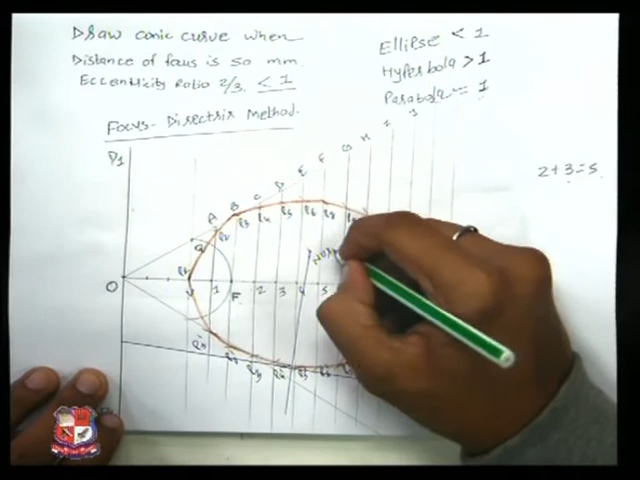 Draw conic curve when
Distance of focus is 50 mm.
Eccentricity Ratio 2/3. < 1
Ellipse < 1
Hyperbola > 1
Parabola = 1
Focus-Directrix Method.
2+3=5
D1
A B C D E F G H I J
O V 1 F 2 3 4 5